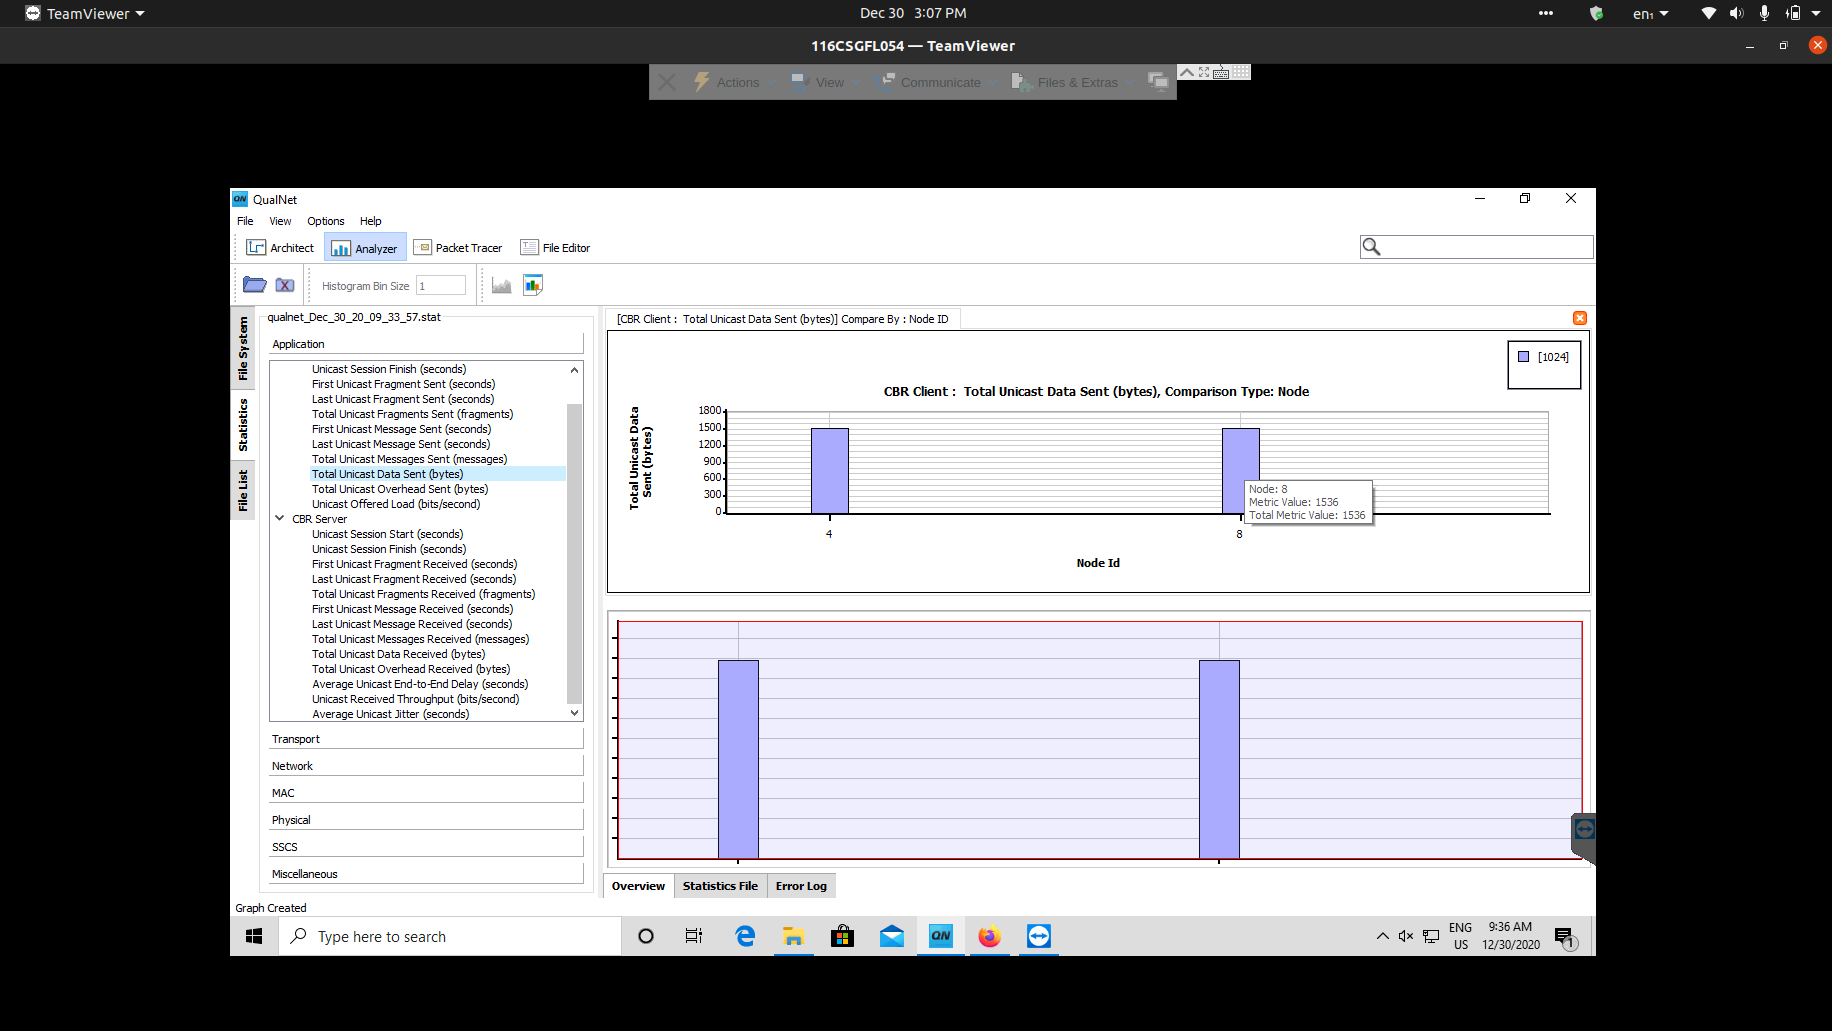 TeamViewer
Dec 30 3:07 PM
en₁
116CSGFL054 — TeamViewer
Actions
View
Communicate
Files & Extras
QN QualNet
File View Options Help
Architect
Analyzer
Packet Tracer
File Editor
Histogram Bin Size 1
File System
Statistics
File List
qualnet_Dec_30_20_09_33_57.stat
Application
Unicast Session Finish (seconds)
First Unicast Fragment Sent (seconds)
Last Unicast Fragment Sent (seconds)
Total Unicast Fragments Sent (fragments)
First Unicast Message Sent (seconds)
Last Unicast Message Sent (seconds)
Total Unicast Messages Sent (messages)
Total Unicast Data Sent (bytes)
Total Unicast Overhead Sent (bytes)
Unicast Offered Load (bits/second)
CBR Server
Unicast Session Start (seconds)
Unicast Session Finish (seconds)
First Unicast Fragment Received (seconds)
Last Unicast Fragment Received (seconds)
Total Unicast Fragments Received (fragments)
First Unicast Message Received (seconds)
Last Unicast Message Received (seconds)
Total Unicast Messages Received (messages)
Total Unicast Data Received (bytes)
Total Unicast Overhead Received (bytes)
Average Unicast End-to-End Delay (seconds)
Unicast Received Throughput (bits/second)
Average Unicast Jitter (seconds)
Transport
Network
MAC
Physical
SSCS
Miscellaneous
[CBR Client : Total Unicast Data Sent (bytes)] Compare By : Node ID
[1024]
CBR Client : Total Unicast Data Sent (bytes), Comparison Type: Node
Total Unicast Data
Sent (bytes)
1800
1500
1200
900
600
300
0
4
8
Node Id
Node: 8
Metric Value: 1536
Total Metric Value: 1536
Overview
Statistics File
Error Log
Graph Created
Type here to search
QN
ENG
US
9:36 AM
12/30/2020
1